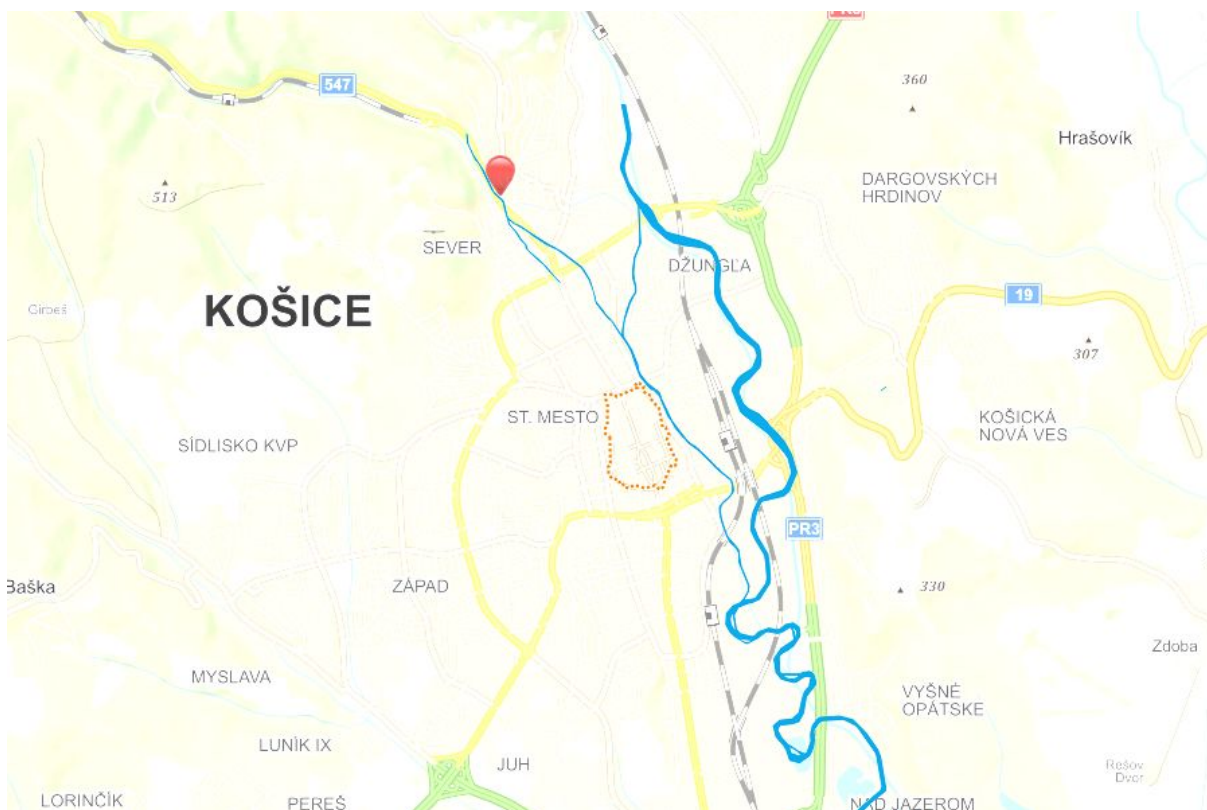 547
360
Hrašovík
513
DARGOVSKÝCH
HRDINOV
SEVER
DŽUNGĽA
KOŠICE
19
307
ST. MESTO
KOŠICKÁ
NOVÁ VES
SÍDLISKO KVP
PR3
Baška
ZÁPAD
330
Zdoba
MYSLAVA
VYŠNÉ
OPÁTSKE
LUNÍK IX
JUH
Rešov
Dvor
LORINČÍK
PEREŠ
NAD JAZEROM